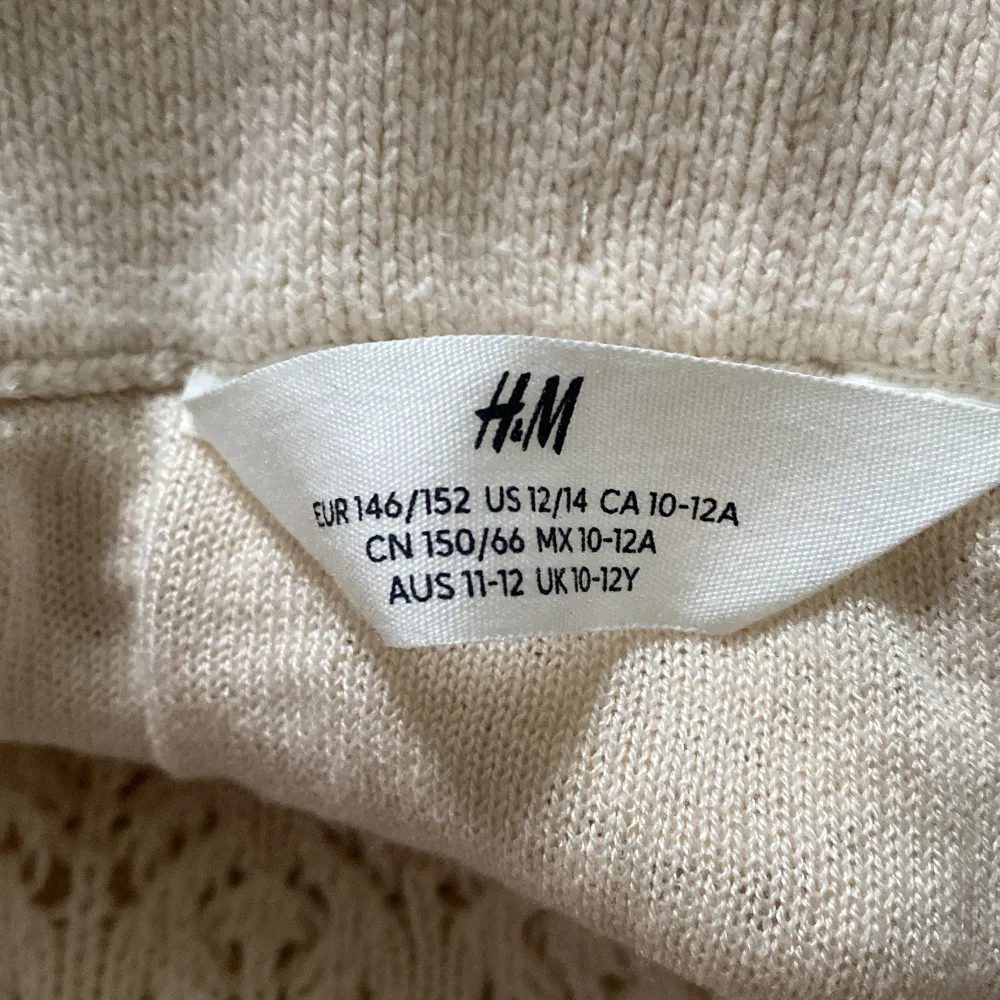 H&M
EUR 146/152 US 12/14 CA 10-12A
CN 150/66 MX 10-12A
AUS 11-12 UK 10-12Y